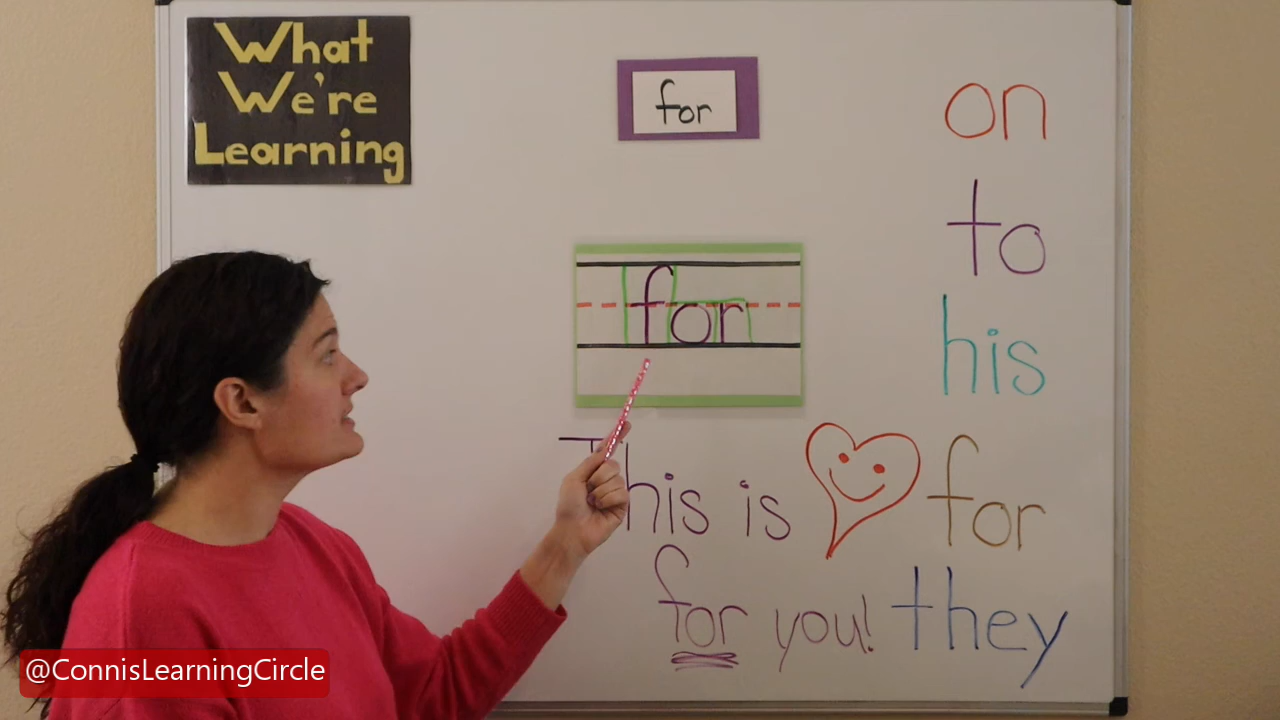 What
We're
Learning
for
for
This is
for you!
on
to
his
for
they
@ConnisLearningCircle